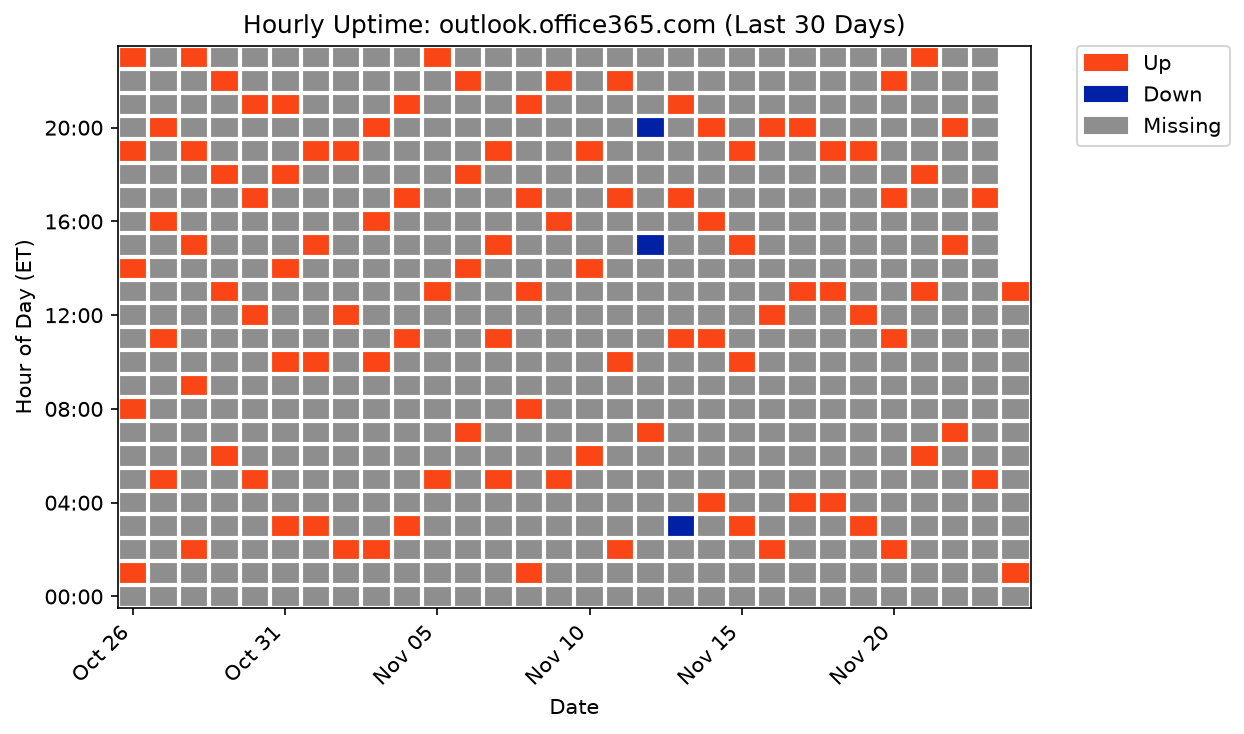 Hourly Uptime: outlook.office365.com (Last 30 Days)
Up
Down
Missing
20:00
16:00
12:00
08:00
04:00
00:00
Hour of Day (ET)
Oct 26
Oct 31
Nov 05
Nov 10
Nov 15
Nov 20
Date